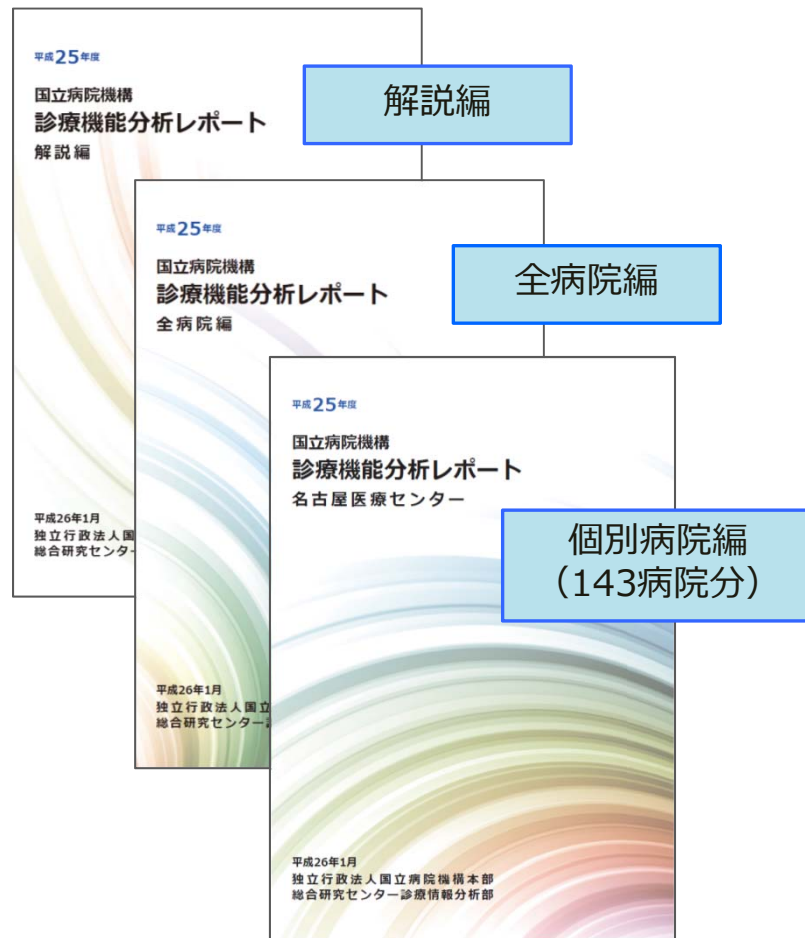 平成25年度
国立病院機構
診療機能分析レポート
解説編
解説編
平成26年1月
独立行政法人国
総合研究センター
平成25年度
国立病院機構
診療機能分析レポート
全病院編
全病院編
平成26年1月
独立行政法人国立
総合研究センター
平成25年度
国立病院機構
診療機能分析レポート
名古屋医療センター
個別病院編
（143病院分）
平成26年1月
独立行政法人国立病院機構本部
総合研究センター診療情報分析部